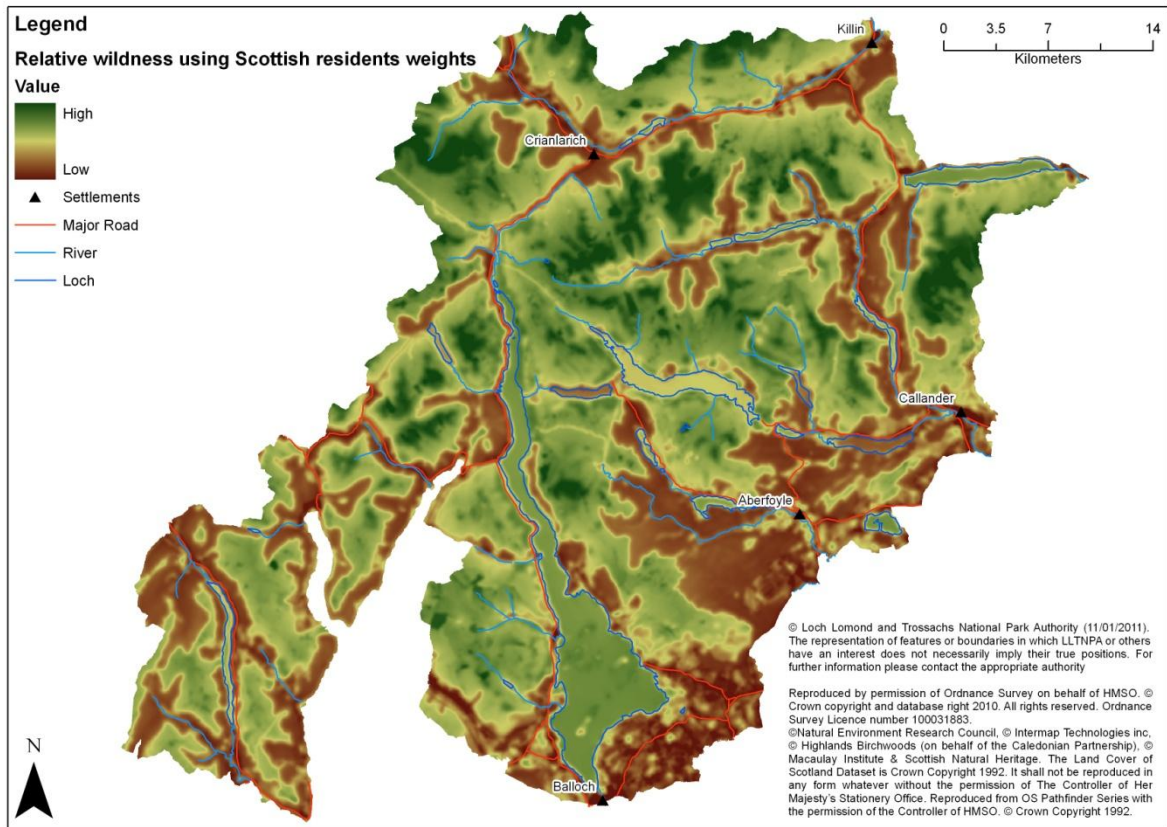 Legend
Relative wildness using Scottish residents weights
Value
High
Low
Settlements
Major Road
River
Loch
Killin
0 3.5 7 14
Kilometers
Crianlarich
Callander
Aberfoyle
Balloch
N
© Loch Lomond and Trossachs National Park Authority (11/01/2011).
The representation of features or boundaries in which LLTNPA or others
have an interest does not necessarily imply their true positions. For
further information please contact the appropriate authority
Reproduced by permission of Ordnance Survey on behalf of HMSO. ©
Crown copyright and database right 2010. All rights reserved. Ordnance
Survey Licence number 100031883.
©Natural Environment Research Council, © Intermap Technologies inc,
© Highlands Birchwoods (on behalf of the Caledonian Partnership), ©
Macaulay Institute & Scottish Natural Heritage. The Land Cover of
Scotland Dataset is Crown Copyright 1992. It shall not be reproduced in
any form whatever without the permission of The Controller of Her
Majesty's Stationery Office. Reproduced from OS Pathfinder Series with
the permission of the Controller of HMSO. © Crown Copyright 1992.